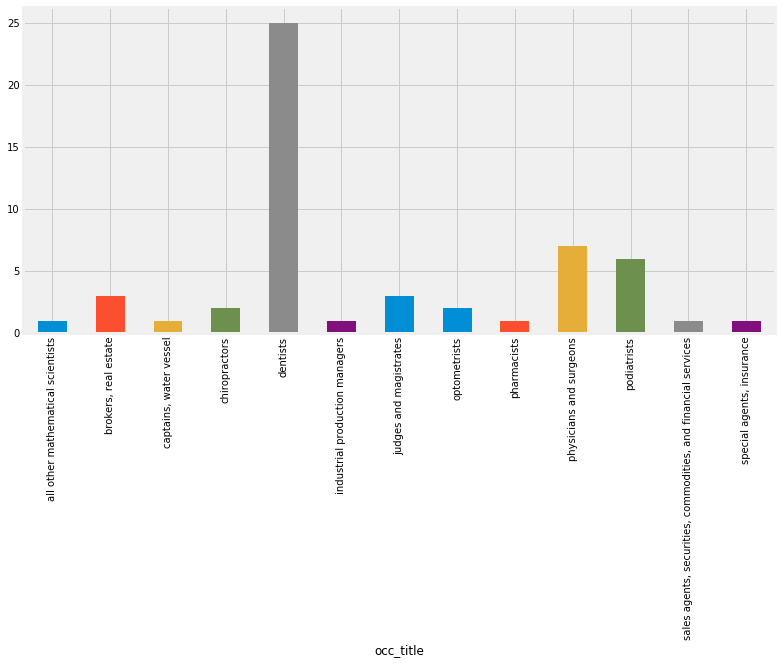 25
20
15
10
5
0
all other mathematical scientists
brokers, real estate
captains, water vessel
chiropractors
dentists
industrial production managers
judges and magistrates
optometrists
pharmacists
physicians and surgeons
podiatrists
sales agents, securities, commodities, and financial services
special agents, insurance
occ_title